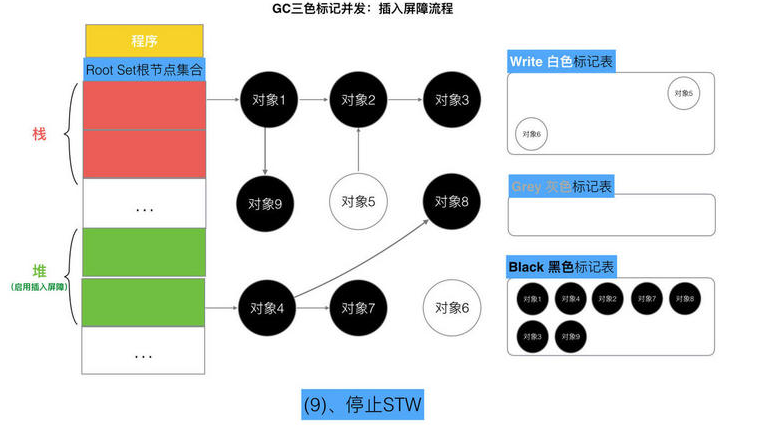 GC三色标记并发：插入屏障流程
程序
Root Set根节点集合
栈
...
堆
（启用插入屏障）
...
对象1
对象2
对象3
对象9
对象5
对象8
对象4
对象7
对象6
Write 白色标记表
对象5
对象6
Grey 灰色标记表
Black 黑色标记表
对象1 对象4 对象2 对象7 对象8
对象3 对象9
(9)、停止STW